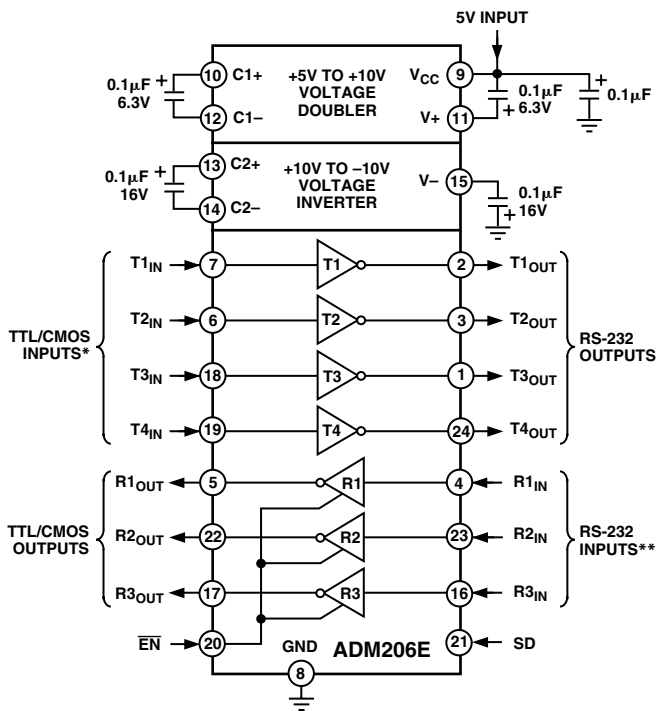 5V INPUT
0.1μF
6.3V
+
10
C1+
+5V TO +10V
VOLTAGE
DOUBLER
VCC
9
+
0.1μF
6.3V
+
0.1μF
12
C1–
V+
11
+
0.1μF
16V
+
13
C2+
+10V TO –10V
VOLTAGE
INVERTER
V–
15
0.1μF
16V
+
14
C2–
T1IN
7
T1
2
T1OUT
T2IN
6
T2
3
T2OUT
TTL/CMOS
INPUTS*
RS-232
OUTPUTS
T3IN
18
T3
1
T3OUT
T4IN
19
T4
24
T4OUT
R1OUT
5
R1
4
R1IN
TTL/CMOS
OUTPUTS
R2OUT
22
R2
23
R2IN
RS-232
INPUTS**
R3OUT
17
R3
16
R3IN
EN
20
GND
ADM206E
21
SD
8